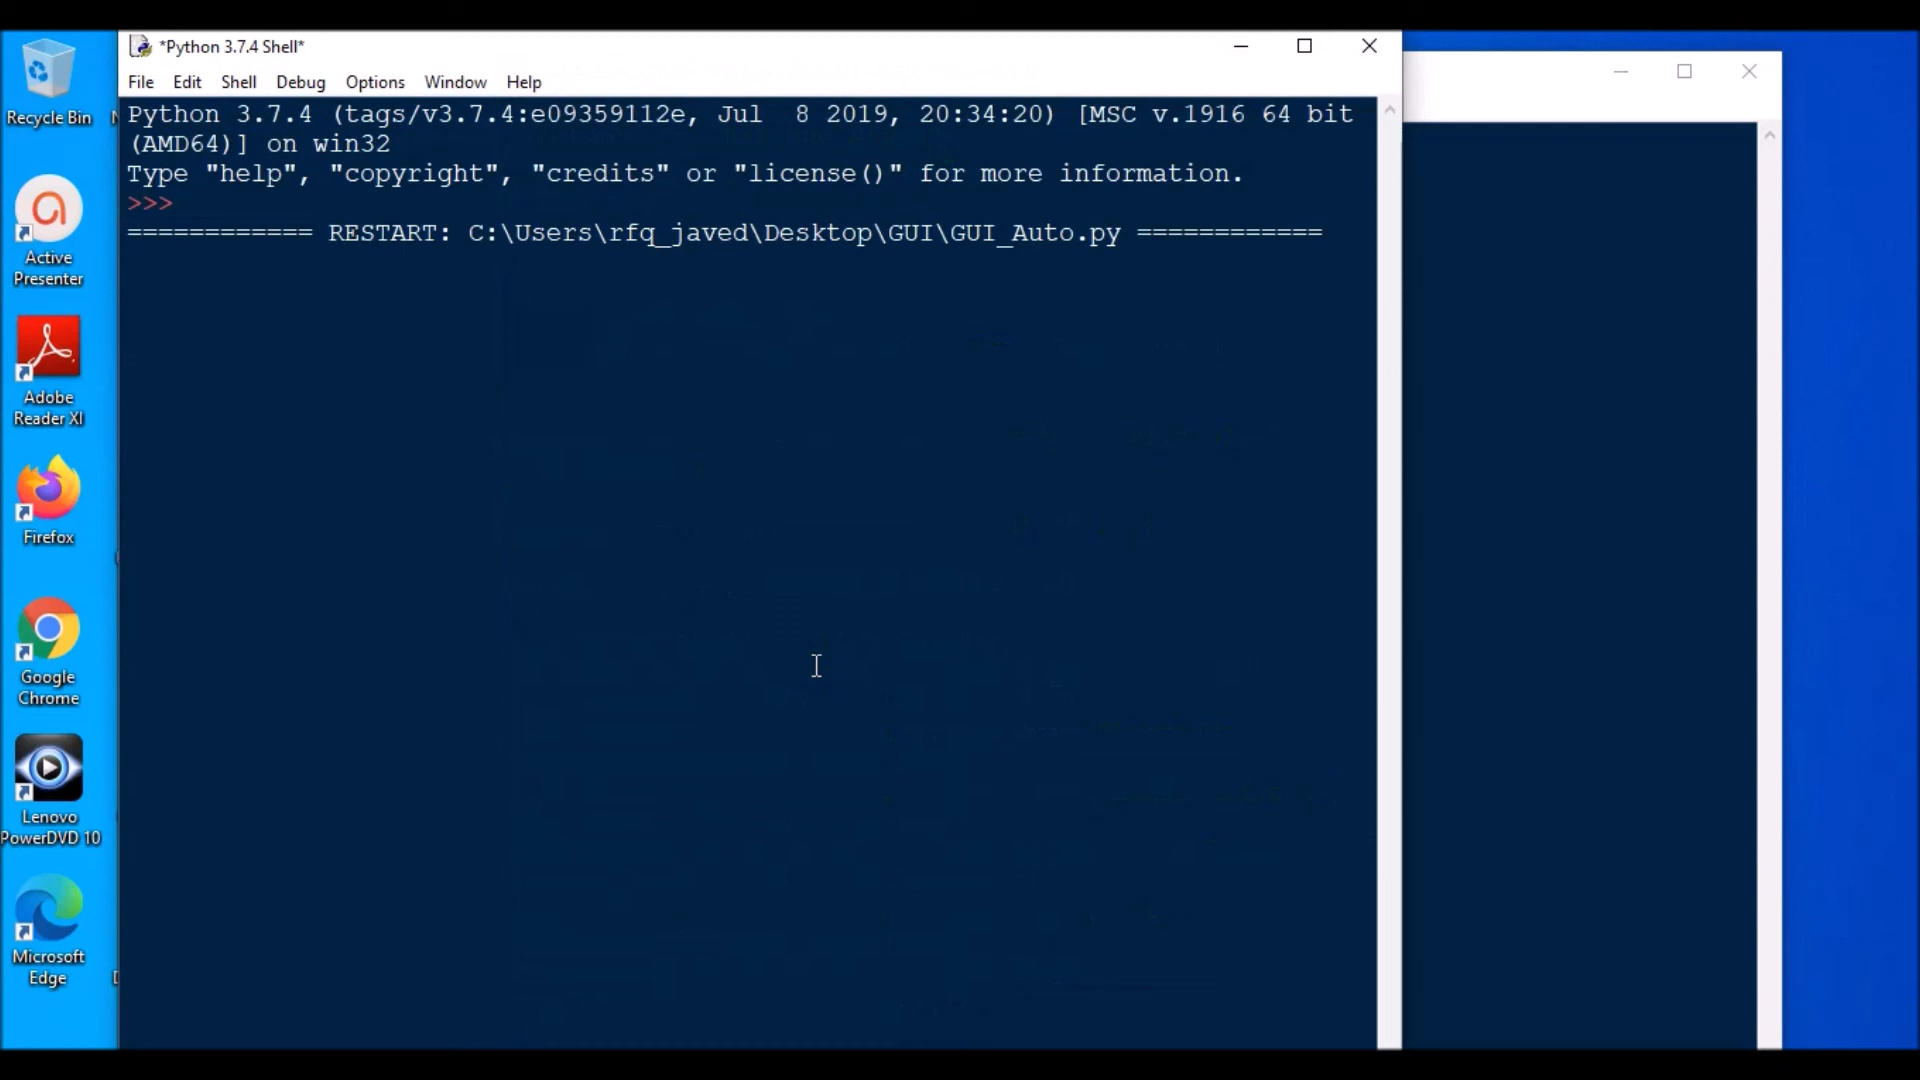 *Python 3.7.4 Shell*
File Edit Shell Debug Options Window Help
Python 3.7.4 (tags/v3.7.4:e09359112e, Jul  8 2019, 20:34:20) [MSC v.1916 64 bit
(AMD64)] on win32
Type "help", "copyright", "credits" or "license()" for more information.
>>>
============ RESTART: C:\Users\rfq_javed\Desktop\GUI\GUI_Auto.py ============
Recycle Bin
Active
Presenter
Adobe
Reader XI
Firefox
Google
Chrome
Lenovo
PowerDVD 10
Microsoft
Edge